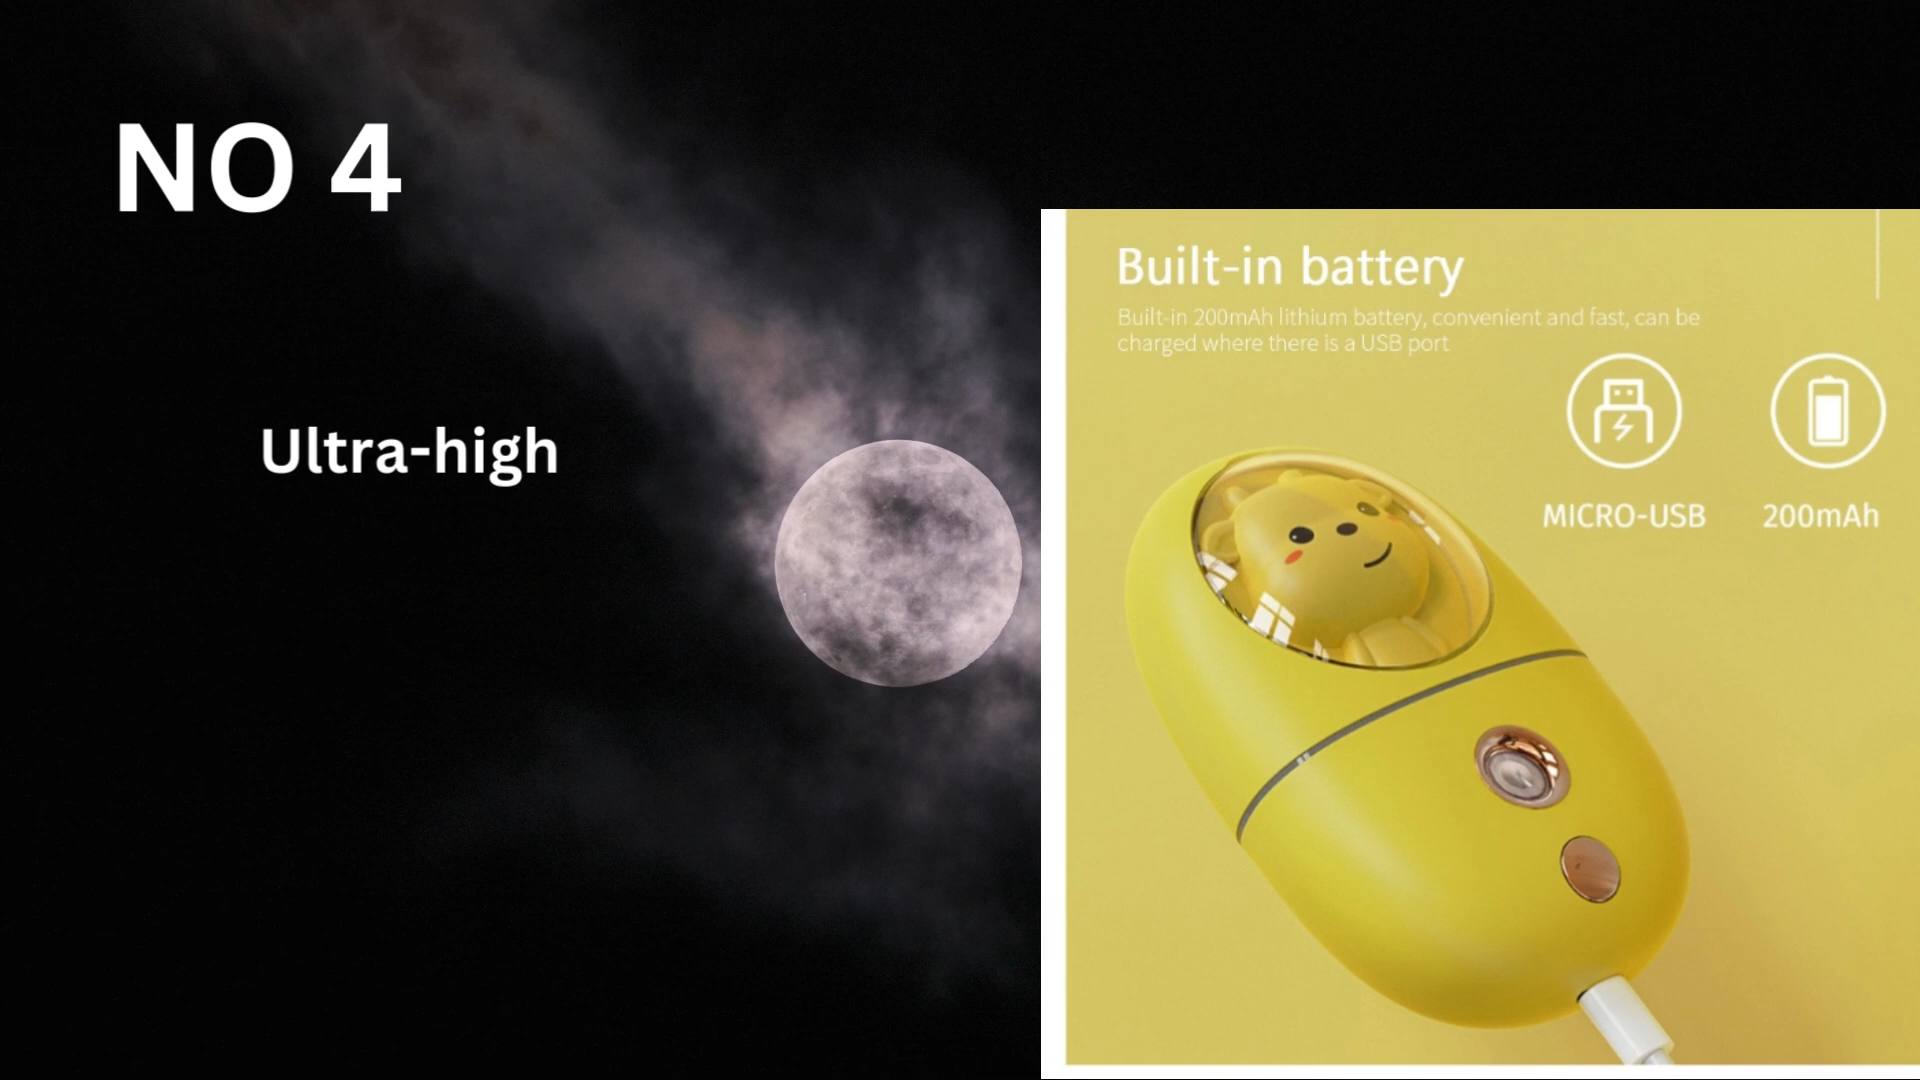 NO 4
Ultra-high
Built-in battery
Built-in 200mAh lithium battery, convenient and fast, can be
charged where there is a USB port
MICRO-USB
200mAh